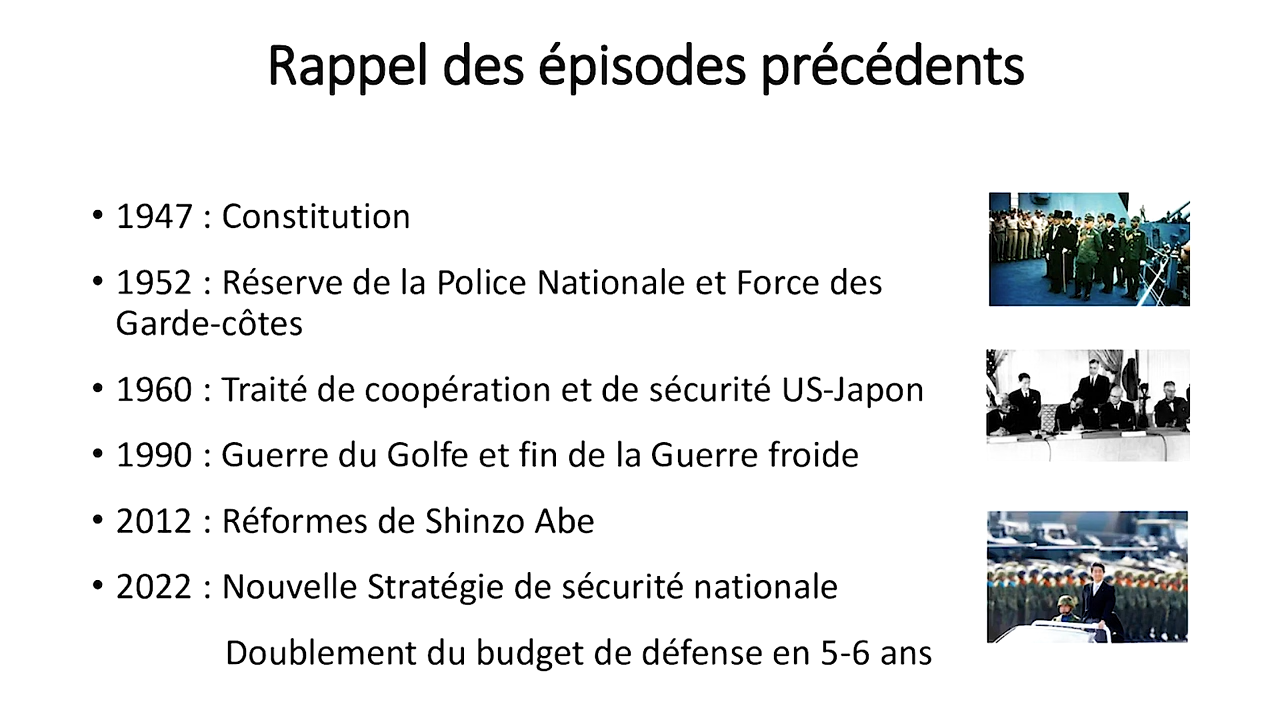 Rappel des épisodes précédents
• 1947 : Constitution
• 1952 : Réserve de la Police Nationale et Force des
Garde-côtes
• 1960 : Traité de coopération et de sécurité US-Japon
• 1990 : Guerre du Golfe et fin de la Guerre froide
• 2012 : Réformes de Shinzo Abe
• 2022 : Nouvelle Stratégie de sécurité nationale
Doublement du budget de défense en 5-6 ans